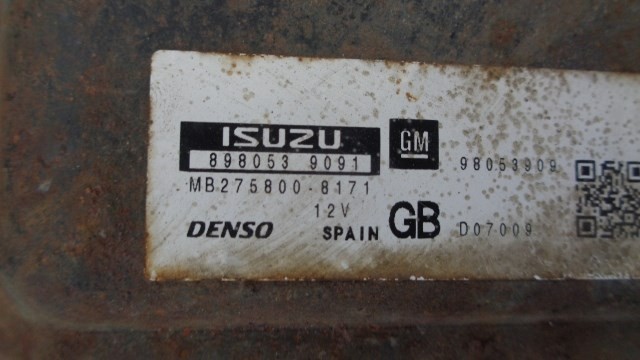 ISUZU
898053 9091
GM
98053909
MB275800-8171
12V
DENSO
SPAIN
GB
D07009